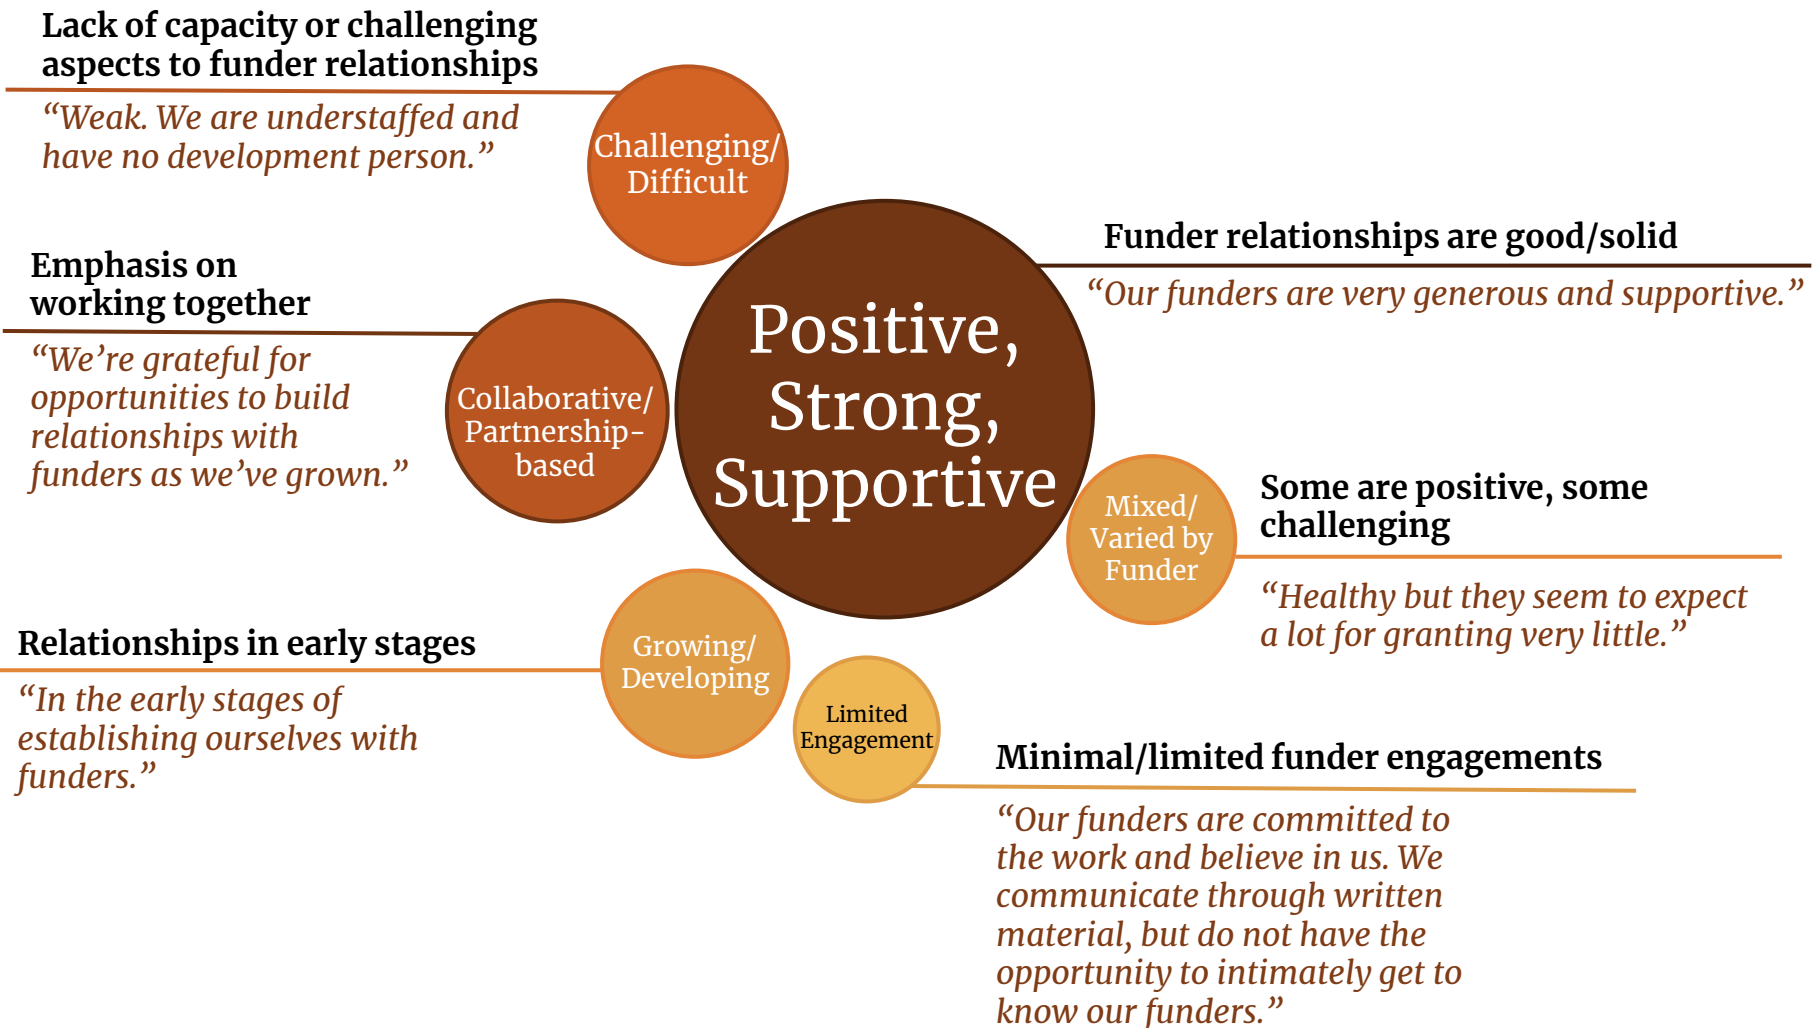 Lack of capacity or challenging
aspects to funder relationships
“Weak. We are understaffed and
have no development person.”
Challenging/
Difficult
Funder relationships are good/solid
“Our funders are very generous and supportive.”
Emphasis on
working together
“We’re grateful for
opportunities to build
relationships with
funders as we’ve grown.”
Collaborative/
Partnership-
based
Positive,
Strong,
Supportive
Mixed/
Varied by
Funder
Some are positive, some
challenging
“Healthy but they seem to expect
a lot for granting very little.”
Relationships in early stages
“In the early stages of
establishing ourselves with
funders.”
Growing/
Developing
Limited
Engagement
Minimal/limited funder engagements
“Our funders are committed to
the work and believe in us. We
communicate through written
material, but do not have the
opportunity to intimately get to
know our funders.”